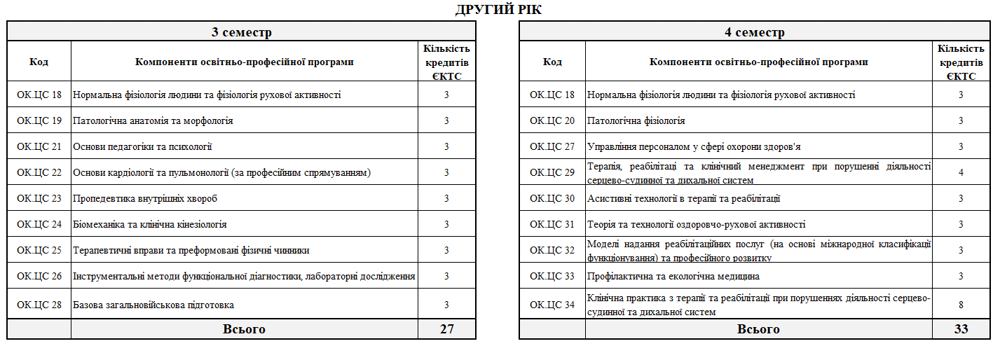 ДРУГИЙ РІК
3 семестр
Код Компоненти освітньо-професійної програми Кількість кредитів ЄКТС
ОК.ЦС 18 Нормальна фізіологія людини та фізіологія рухової активності 3
ОК.ЦС 19 Патологічна анатомія та морфологія 3
ОК.ЦС 21 Основи педагогіки та психології 3
ОК.ЦС 22 Основи кардіології та пульмонології (за професійним спрямуванням) 3
ОК.ЦС 23 Пропедевтика внутрішніх хвороб 3
ОК.ЦС 24 Біомеханіка та клінічна кінезіологія 3
ОК.ЦС 25 Терапевтичні вправи та преформовані фізичні чинники 3
ОК.ЦС 26 Інструментальні методи функціональної діагностики, лабораторні дослідження 3
ОК.ЦС 28 Базова загальновійськова підготовка 3
Всього 27
4 семестр
Код Компоненти освітньо-професійної програми Кількість кредитів ЄКТС
ОК.ЦС 18 Нормальна фізіологія людини та фізіологія рухової активності 3
ОК.ЦС 20 Патологічна фізіологія 3
ОК.ЦС 27 Управління персоналом у сфері охорони здоров'я 3
ОК.ЦС 29 Терапія, реабілітаці та клінічний менеджмент при порушенні діяльності
серцево-судинної та дихальної систем 4
ОК.ЦС 30 Асистивні технології в терапії та реабілітації 3
ОК.ЦС 31 Теорія та технології оздоровчо-рухової активності 3
ОК.ЦС 32 Моделі надання реабілітаційних послуг (на основі міжнародної класифікації
функціонування) та професійного розвитку 3
ОК.ЦС 33 Профілактична та екологічна медицина 3
ОК.ЦС 34 Клінічна практика з терапії та реабілітації при порушеннях діяльності серцево-
судинної та дихальної систем 8
Всього 33